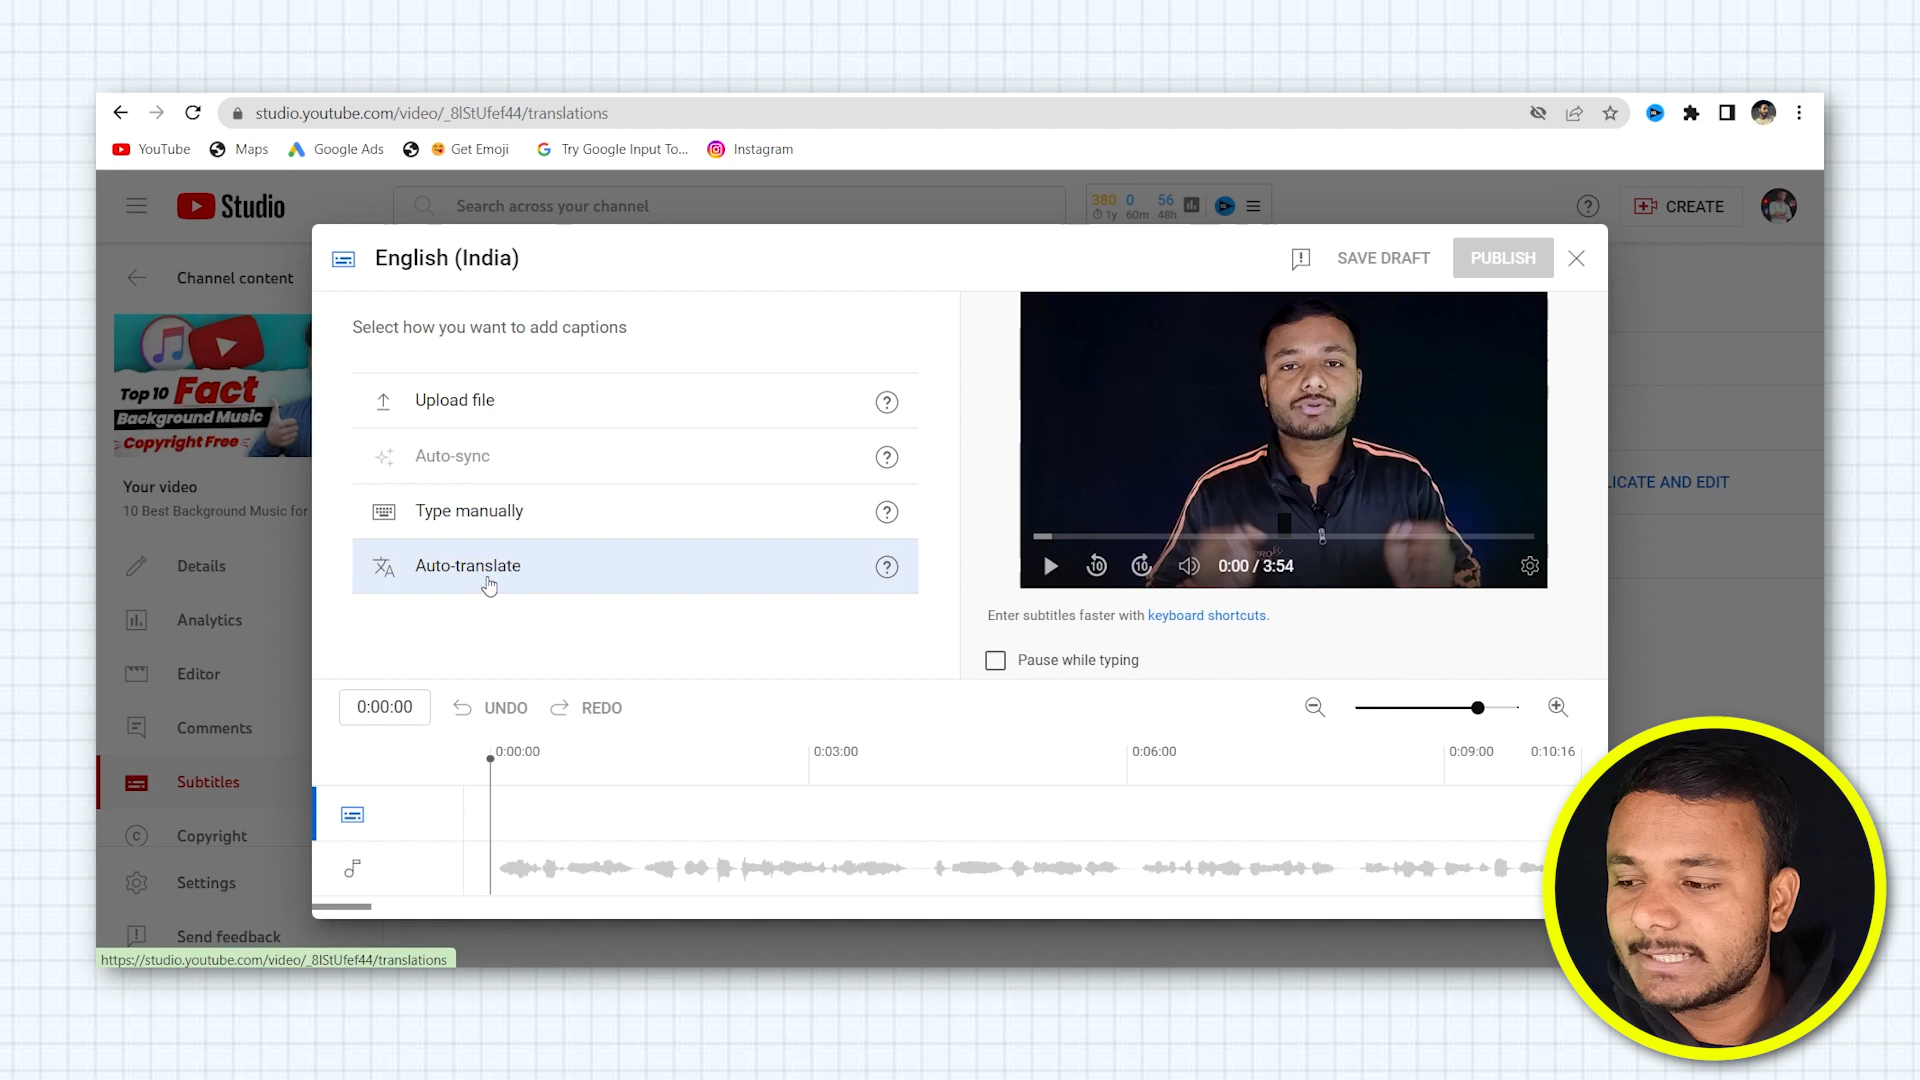 studio.youtube.com/video/_8lStUfef44/translations
YouTube
Maps
Google Ads
Get Emoji
Try Google Input To...
Instagram
Studio
Search across your channel
380 0 56
1y 60m 48h
CREATE
English (India)
SAVE DRAFT
PUBLISH
Channel content
Select how you want to add captions
Upload file
Auto-sync
Type manually
Auto-translate
Top 10 Fact
Background Music
Copyright Free
Your video
10 Best Background Music for
LICATE AND EDIT
0:00 / 3:54
Enter subtitles faster with keyboard shortcuts.
Pause while typing
Details
Analytics
Editor
Comments
Subtitles
Copyright
Settings
Send feedback
0:00:00
UNDO
REDO
0:00:00
0:03:00
0:06:00
0:09:00
0:10:16
https://studio.youtube.com/video/_8lStUfef44/translations